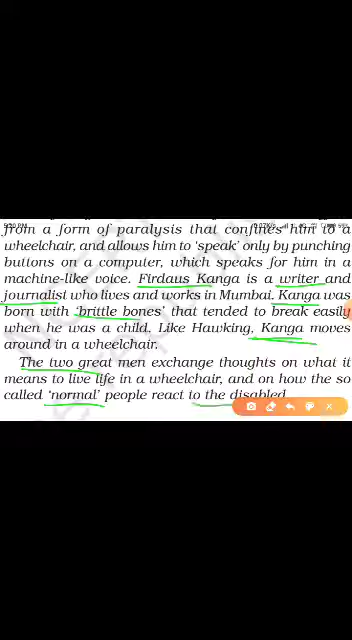 from a form of paralysis that confines him to a
wheelchair, and allows him to ‘speak’ only by punching
buttons on a computer, which speaks for him in a
machine-like voice. Firdaus Kanga is a writer and
journalist who lives and works in Mumbai. Kanga was
born with ‘brittle bones’ that tended to break easily
when he was a child. Like Hawking, Kanga moves
around in a wheelchair.
The two great men exchange thoughts on what it
means to live life in a wheelchair, and on how the so
called ‘normal’ people react to the disabled.